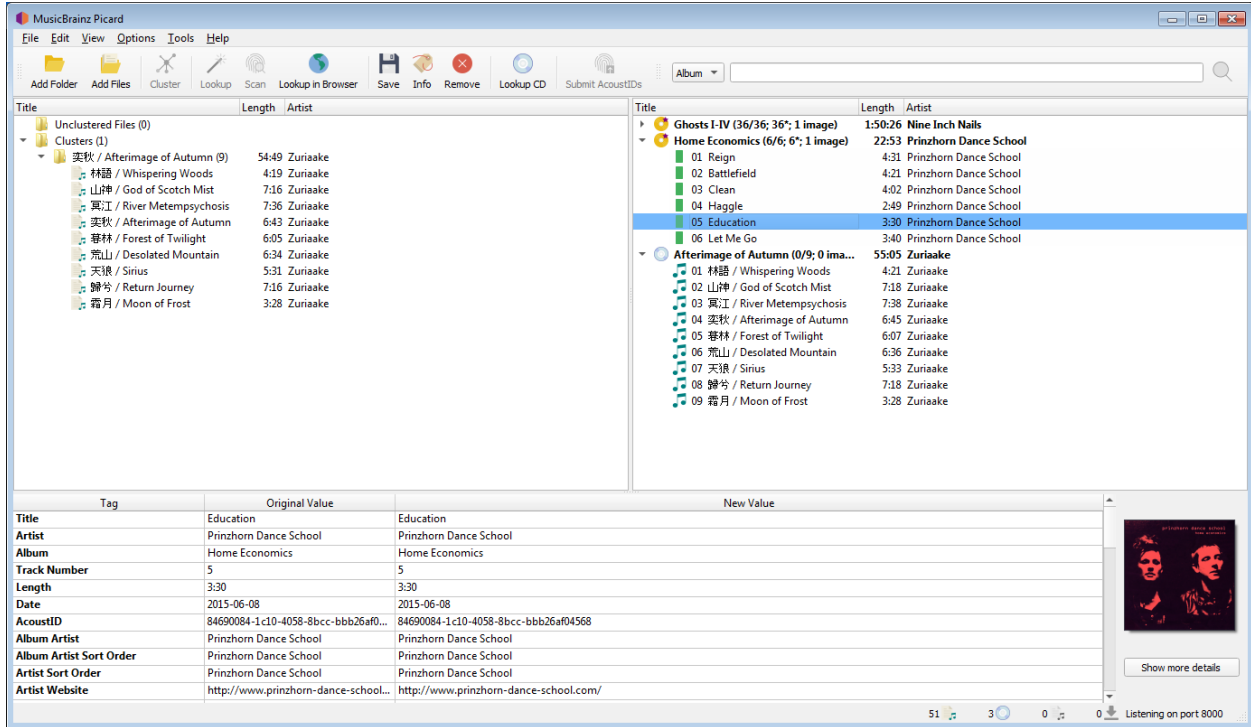 MusicBrainz Picard
File Edit View Options Tools Help
Add Folder Add Files Cluster Lookup Scan Lookup in Browser Save Info Remove Lookup CD Submit AcoustIDs Album
Title Length Artist
Unclustered Files (0)
Clusters (1)
奕秋 / Afterimage of Autumn (9) 54:49 Zuriaake
林語 / Whispering Woods 4:19 Zuriaake
山神 / God of Scotch Mist 7:16 Zuriaake
冥江 / River Metempsychosis 7:36 Zuriaake
奕秋 / Afterimage of Autumn 6:43 Zuriaake
暮林 / Forest of Twilight 6:05 Zuriaake
荒山 / Desolated Mountain 6:34 Zuriaake
天狼 / Sirius 5:31 Zuriaake
歸兮 / Return Journey 7:16 Zuriaake
霜月 / Moon of Frost 3:28 Zuriaake
Title Length Artist
Ghosts I-IV (36/36; 36*; 1 image) 1:50:26 Nine Inch Nails
Home Economics (6/6; 6*; 1 image) 22:53 Prinzhorn Dance School
01 Reign 4:31 Prinzhorn Dance School
02 Battlefield 4:21 Prinzhorn Dance School
03 Clean 4:02 Prinzhorn Dance School
04 Haggle 2:49 Prinzhorn Dance School
05 Education 3:30 Prinzhorn Dance School
06 Let Me Go 3:40 Prinzhorn Dance School
Afterimage of Autumn (0/9; 0 ima... 55:05 Zuriaake
01 林語 / Whispering Woods 4:21 Zuriaake
02 山神 / God of Scotch Mist 7:18 Zuriaake
03 冥江 / River Metempsychosis 7:38 Zuriaake
04 奕秋 / Afterimage of Autumn 6:45 Zuriaake
05 暮林 / Forest of Twilight 6:07 Zuriaake
06 荒山 / Desolated Mountain 6:36 Zuriaake
07 天狼 / Sirius 5:33 Zuriaake
08 歸兮 / Return Journey 7:18 Zuriaake
09 霜月 / Moon of Frost 3:28 Zuriaake
Tag Original Value New Value
Title Education Education
Artist Prinzhorn Dance School Prinzhorn Dance School
Album Home Economics Home Economics
Track Number 5 5
Length 3:30 3:30
Date 2015-06-08 2015-06-08
AcoustID 84690084-1c10-4058-8bcc-bbb26af0... 84690084-1c10-4058-8bcc-bbb26af04568
Album Artist Prinzhorn Dance School Prinzhorn Dance School
Album Artist Sort Order Prinzhorn Dance School Prinzhorn Dance School
Artist Sort Order Prinzhorn Dance School Prinzhorn Dance School
Artist Website http://www.prinzhorn-dance-school... http://www.prinzhorn-dance-school.com/
prinzhorn dance school
home economics
Show more details
51 3 0 0 Listening on port 8000